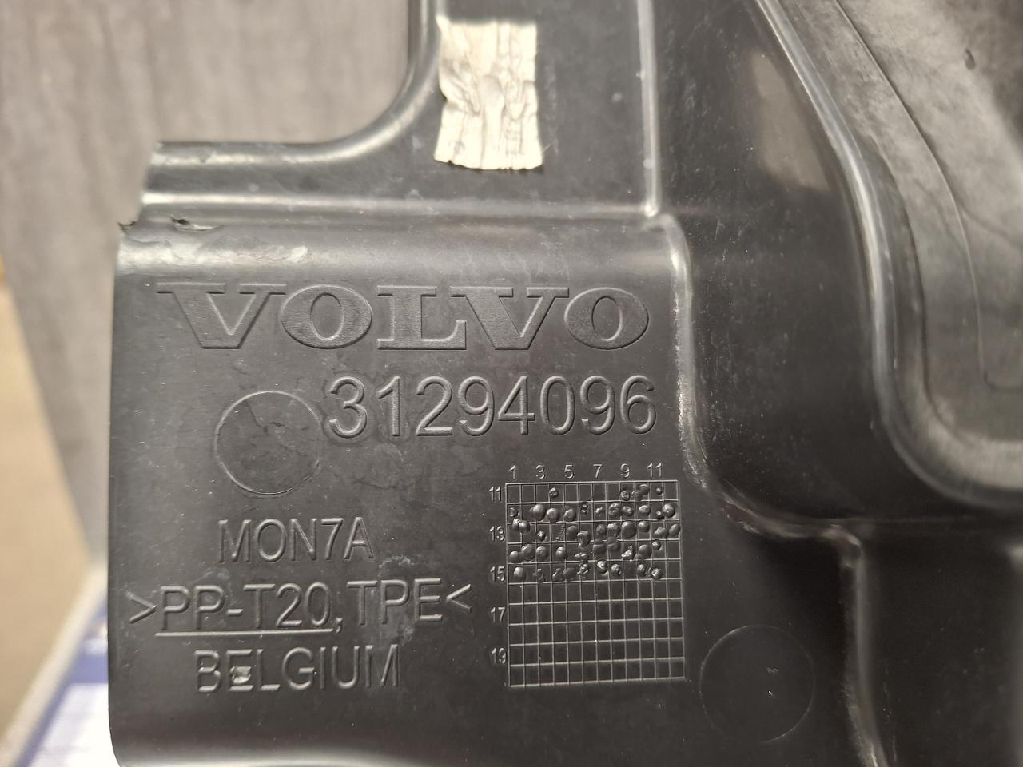 VOLVO
31294096
1 3 5 7 9 11
11
13
15
17
19
MON7A
>PP-T20,TPE<
BELGIUM